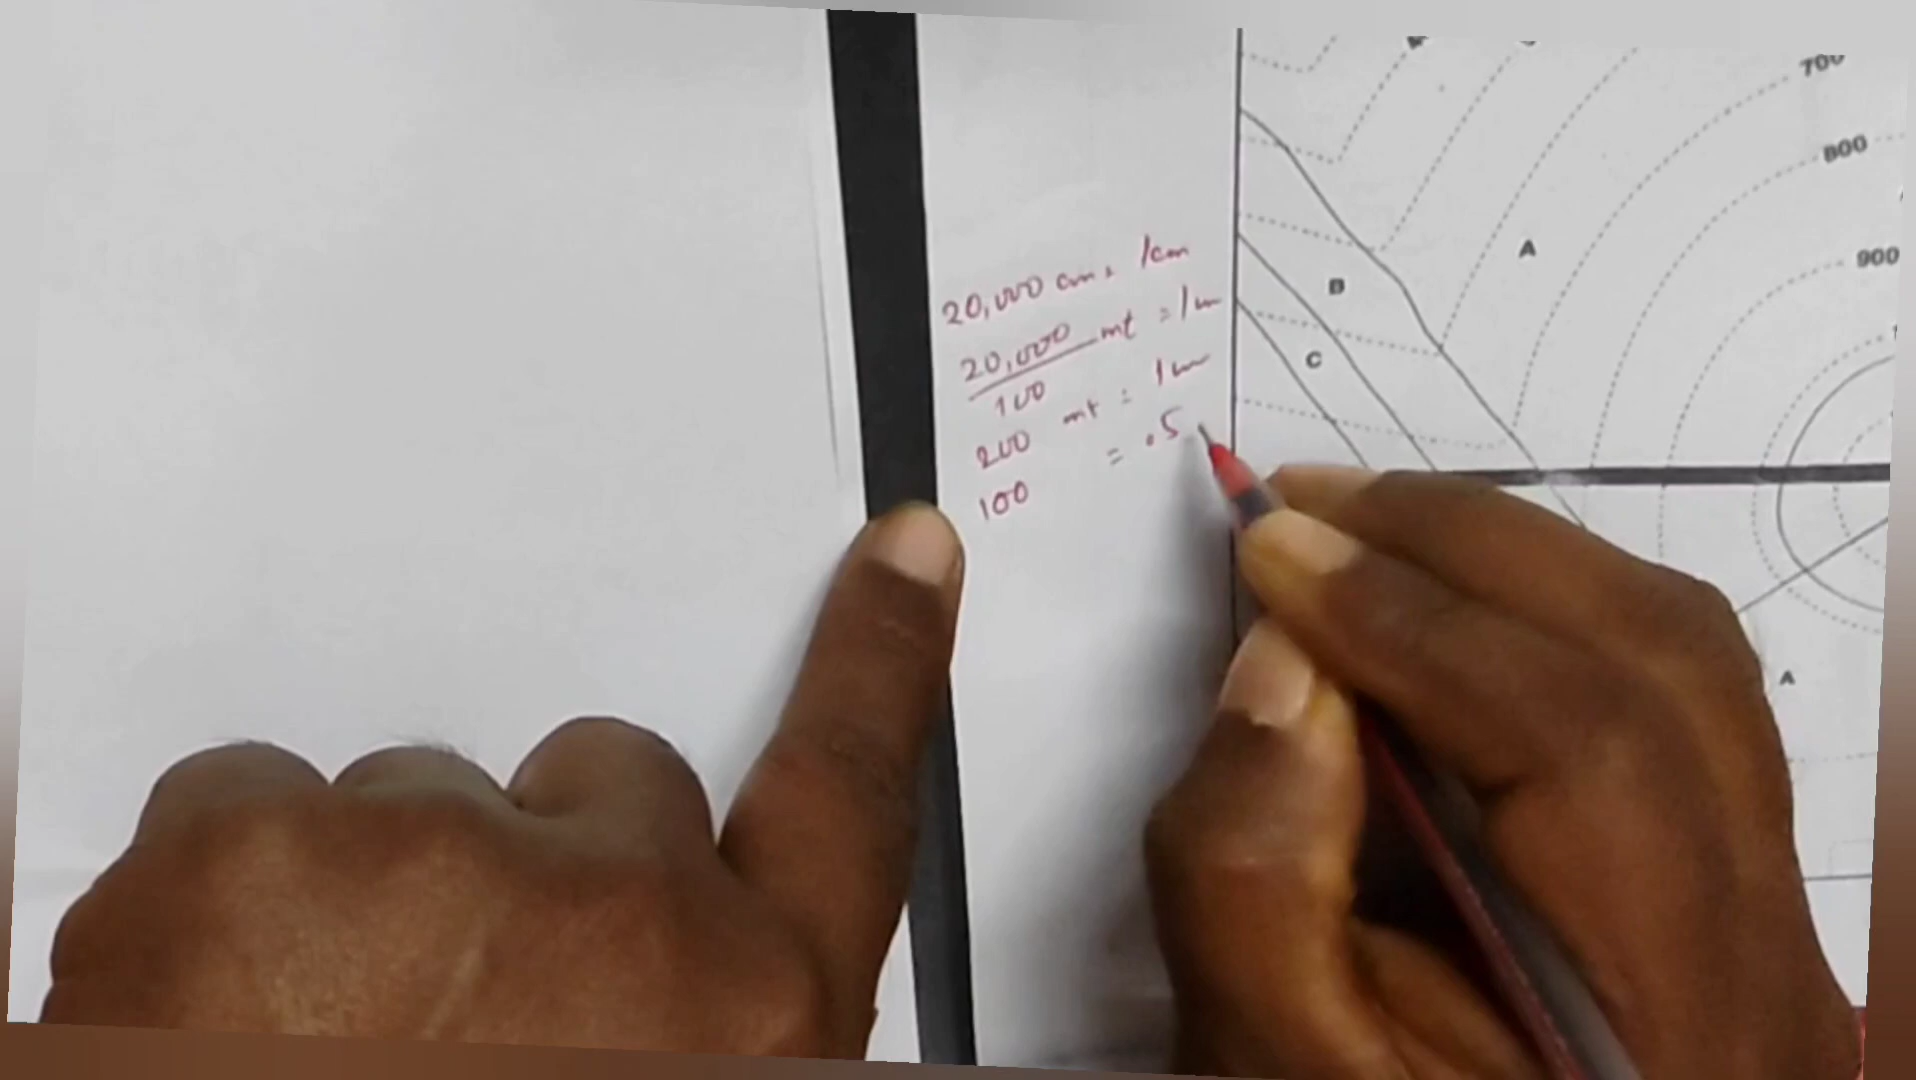 20,000 cm = 1cm
20,000 mt = 1cm
100
200 mt = 1cm
100 = .5
700
800
900
A
B
C
A